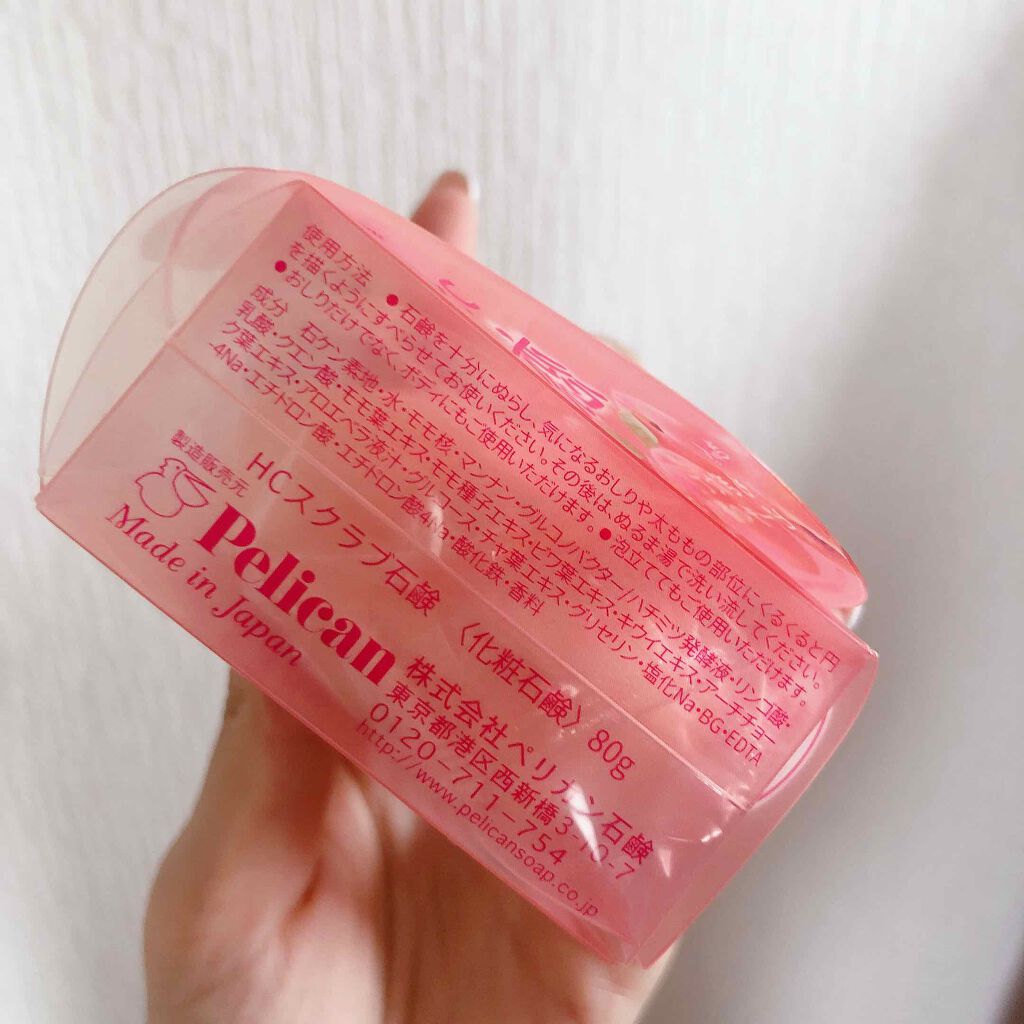 使用方法 ●石鹸を十分にぬらし、気になるおしりや太ももの部位にくるくると円
を描くようにすべらせてお使いください。その後は、ぬるま湯で洗い流してください。
●おしりだけでなく、ボディにもご使用いただけます。●泡立ててもご使用いただけます。
成分 石ケン素地・水・モモ核・マンナン・グルコノバクター/ハチミツ発酵液・リンゴ酸・
乳酸・クエン酸・モモ葉エキス・モモ種子エキス・ビワ葉エキス・キウイエキス・アーチチョー
ク葉エキス・アロエベラ液汁・グルコース・チャ葉エキス・グリセリン・塩化Na・BG・EDTA
-4Na・エチドロン酸・エチドロン酸4Na・酸化鉄・香料
HCスクラブ石鹸 〈化粧石鹸〉 80g
製造販売元
Pelican
Made in Japan
株式会社ペリカン石鹸
東京都港区西新橋3-10-7
0120-711-754
http://www.pelicansoap.co.jp